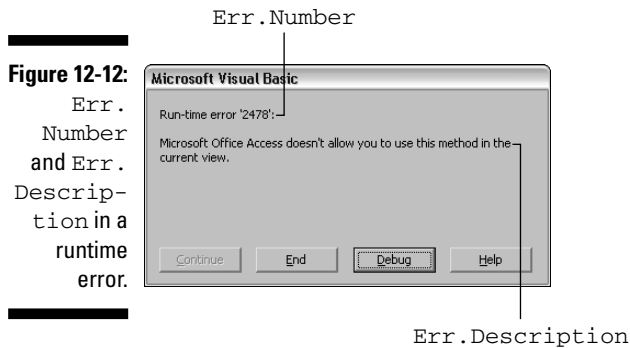 Err.Number
Figure 12-12:
Err.
Number
and Err.
Descrip-
tion in a
runtime
error.
Microsoft Visual Basic
Run-time error '2478':
Microsoft Office Access doesn't allow you to use this method in the
current view.
Continue
End
Debug
Help
Err.Description